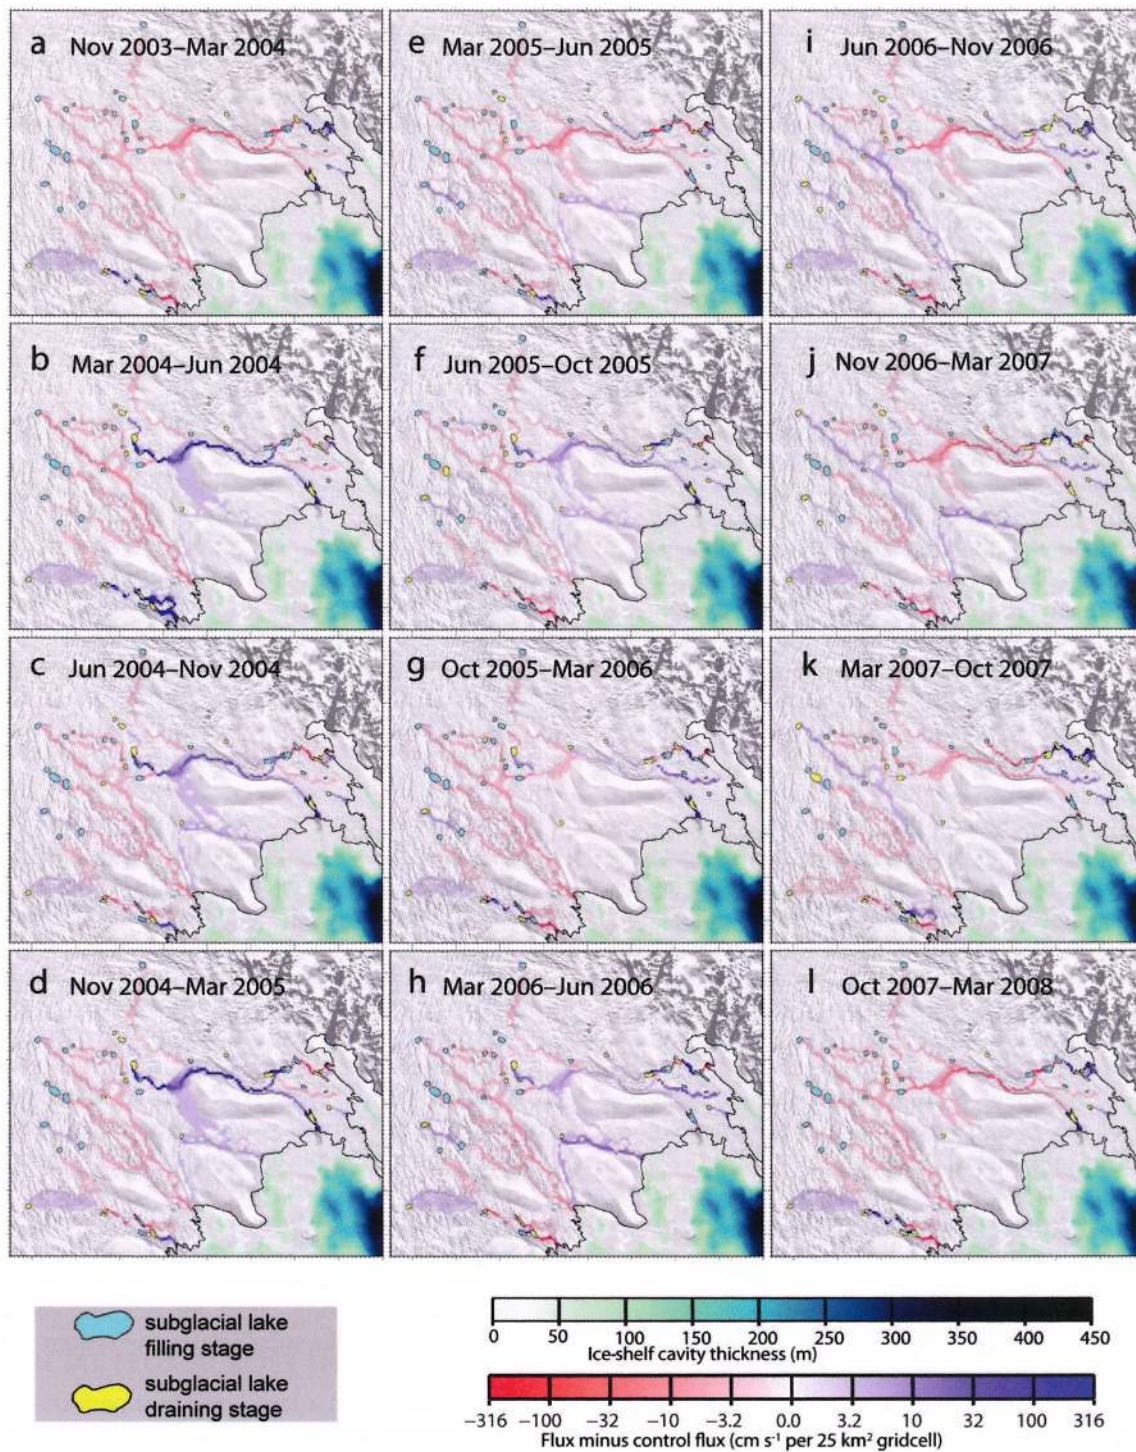 a Nov 2003–Mar 2004
e Mar 2005–Jun 2005
i Jun 2006–Nov 2006
b Mar 2004–Jun 2004
f Jun 2005–Oct 2005
j Nov 2006–Mar 2007
c Jun 2004–Nov 2004
g Oct 2005–Mar 2006
k Mar 2007–Oct 2007
d Nov 2004–Mar 2005
h Mar 2006–Jun 2006
l Oct 2007–Mar 2008
subglacial lake
filling stage
subglacial lake
draining stage
0 50 100 150 200 250 300 350 400 450
Ice-shelf cavity thickness (m)
−316 −100 −32 −10 −3.2 0.0 3.2 10 32 100 316
Flux minus control flux (cm s⁻¹ per 25 km² gridcell)